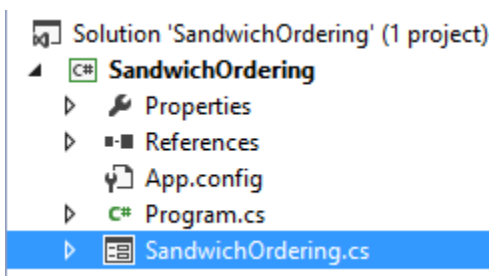 Solution 'SandwichOrdering' (1 project)
C# SandwichOrdering
Properties
References
App.config
C# Program.cs
SandwichOrdering.cs